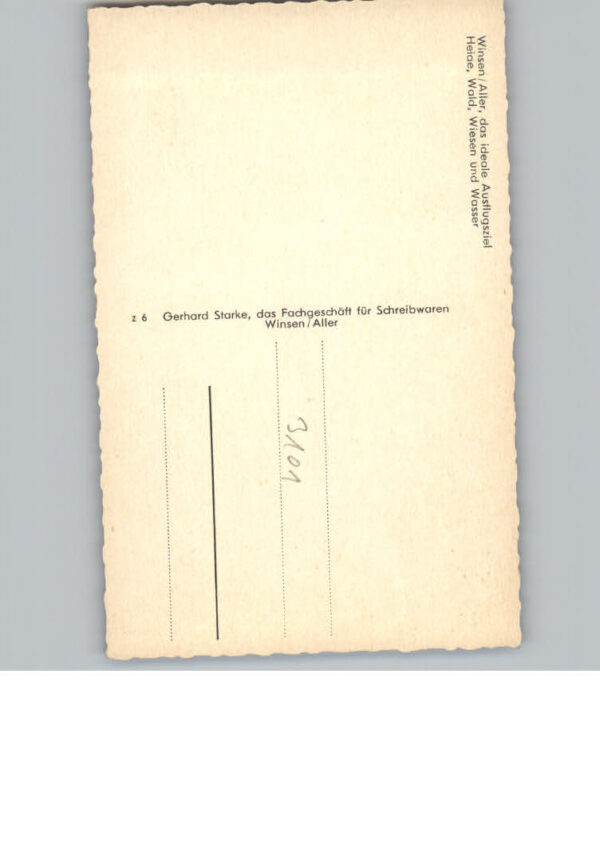 Winsen/Aller, das ideale Ausflugsziel
Heide, Wald, Wiesen und Wasser
z 6 Gerhard Starke, das Fachgeschäft für Schreibwaren
Winsen/Aller
3101